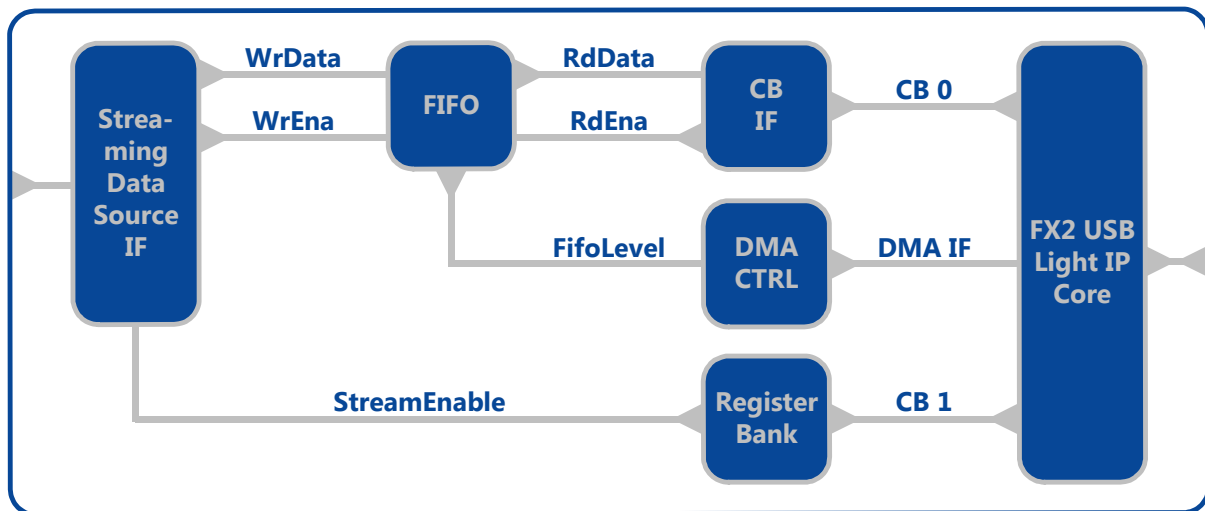 WrData
RdData
CB 0
WrEna
RdEna
Strea-
ming
Data
Source
IF
FIFO
CB
IF
FifoLevel
DMA
CTRL
DMA IF
FX2 USB
Light IP
Core
StreamEnable
Register
Bank
CB 1